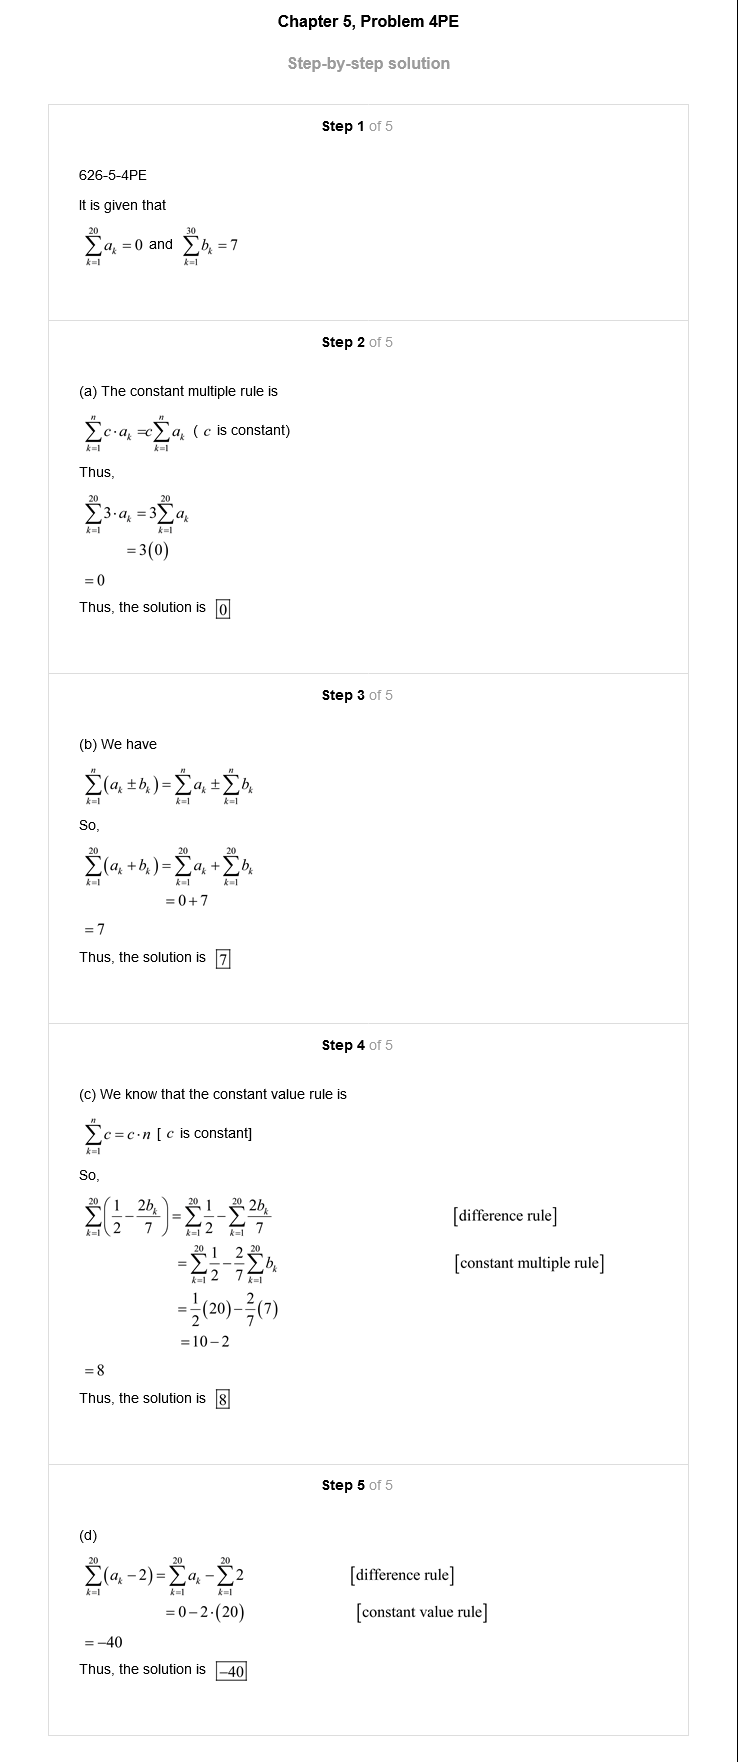 Chapter 5, Problem 4PE
Step-by-step solution
Step 1 of 5
626-5-4PE
It is given that
$\sum_{k=1}^{20} a_k = 0$ and $\sum_{k=1}^{30} b_k = 7$
Step 2 of 5
(a) The constant multiple rule is
$\sum_{k=1}^{n} c \cdot a_k = c \sum_{k=1}^{n} a_k$ ( $c$ is constant)
Thus,
$\sum_{k=1}^{20} 3 \cdot a_k = 3 \sum_{k=1}^{20} a_k$
$= 3(0)$
$= 0$
Thus, the solution is 0
Step 3 of 5
(b) We have
$\sum_{k=1}^{n} (a_k \pm b_k) = \sum_{k=1}^{n} a_k \pm \sum_{k=1}^{n} b_k$
So,
$\sum_{k=1}^{20} (a_k + b_k) = \sum_{k=1}^{20} a_k + \sum_{k=1}^{20} b_k$
$= 0 + 7$
$= 7$
Thus, the solution is 7
Step 4 of 5
(c) We know that the constant value rule is
$\sum_{k=1}^{n} c = c \cdot n$ [ $c$ is constant]
So,
$\sum_{k=1}^{20} \left( \frac{1}{2} - \frac{2b_k}{7} \right) = \sum_{k=1}^{20} \frac{1}{2} - \sum_{k=1}^{20} \frac{2b_k}{7}$ [difference rule]
$= \sum_{k=1}^{20} \frac{1}{2} - \frac{2}{7} \sum_{k=1}^{20} b_k$ [constant multiple rule]
$= \frac{1}{2}(20) - \frac{2}{7}(7)$
$= 10 - 2$
$= 8$
Thus, the solution is 8
Step 5 of 5
(d)
$\sum_{k=1}^{20} (a_k - 2) = \sum_{k=1}^{20} a_k - \sum_{k=1}^{20} 2$ [difference rule]
$= 0 - 2 \cdot (20)$ [constant value rule]
$= -40$
Thus, the solution is -40